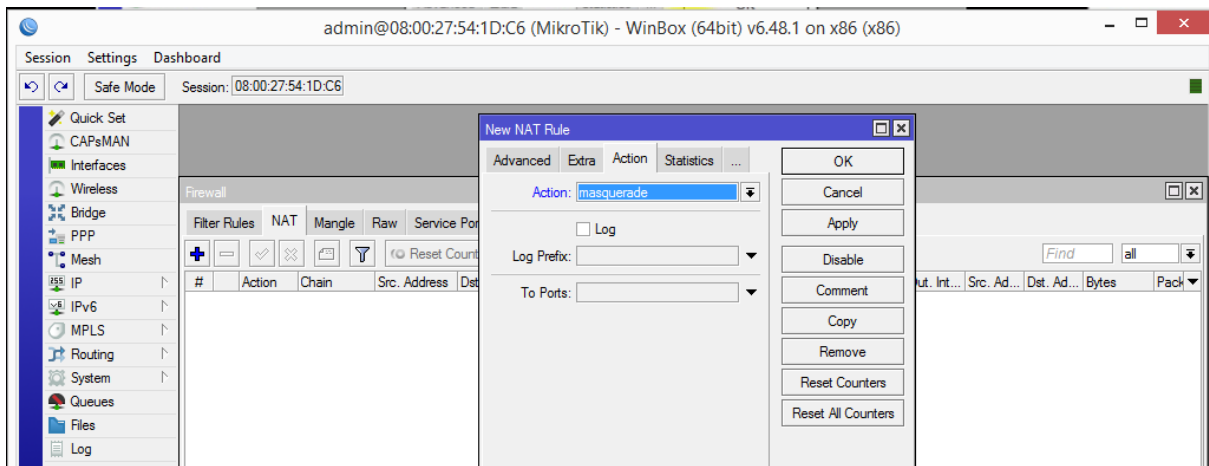 admin@08:00:27:54:1D:C6 (MikroTik) - WinBox (64bit) v6.48.1 on x86 (x86)
Session Settings Dashboard
Safe Mode Session: 08:00:27:54:1D:C6
Quick Set
CAPsMAN
Interfaces
Wireless
Bridge
PPP
Mesh
IP
IPv6
MPLS
Routing
System
Queues
Files
Log
Firewall
Filter Rules NAT Mangle Raw Service Por
Reset Count
Find all
# Action Chain Src. Address Dst Out. Int... Src. Ad... Dst. Ad... Bytes Pack
New NAT Rule
Advanced Extra Action Statistics ...
Action: masquerade
Log
Log Prefix:
To Ports:
OK
Cancel
Apply
Disable
Comment
Copy
Remove
Reset Counters
Reset All Counters